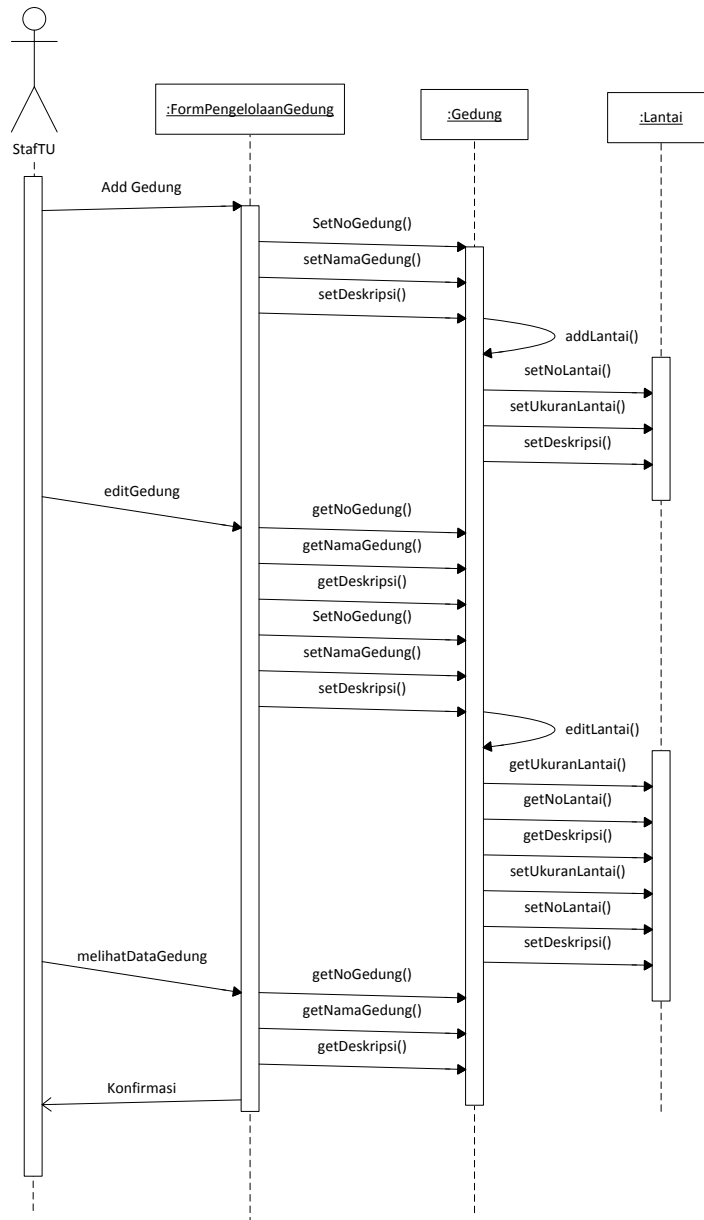 :FormPengelolaanGedung
:Gedung
:Lantai
StafTU
Add Gedung
SetNoGedung()
setNamaGedung()
setDeskripsi()
addLantai()
setNoLantai()
setUkuranLantai()
setDeskripsi()
editGedung
getNoGedung()
getNamaGedung()
getDeskripsi()
SetNoGedung()
setNamaGedung()
setDeskripsi()
editLantai()
getUkuranLantai()
getNoLantai()
getDeskripsi()
setUkuranLantai()
setNoLantai()
setDeskripsi()
melihatDataGedung
getNoGedung()
getNamaGedung()
getDeskripsi()
Konfirmasi